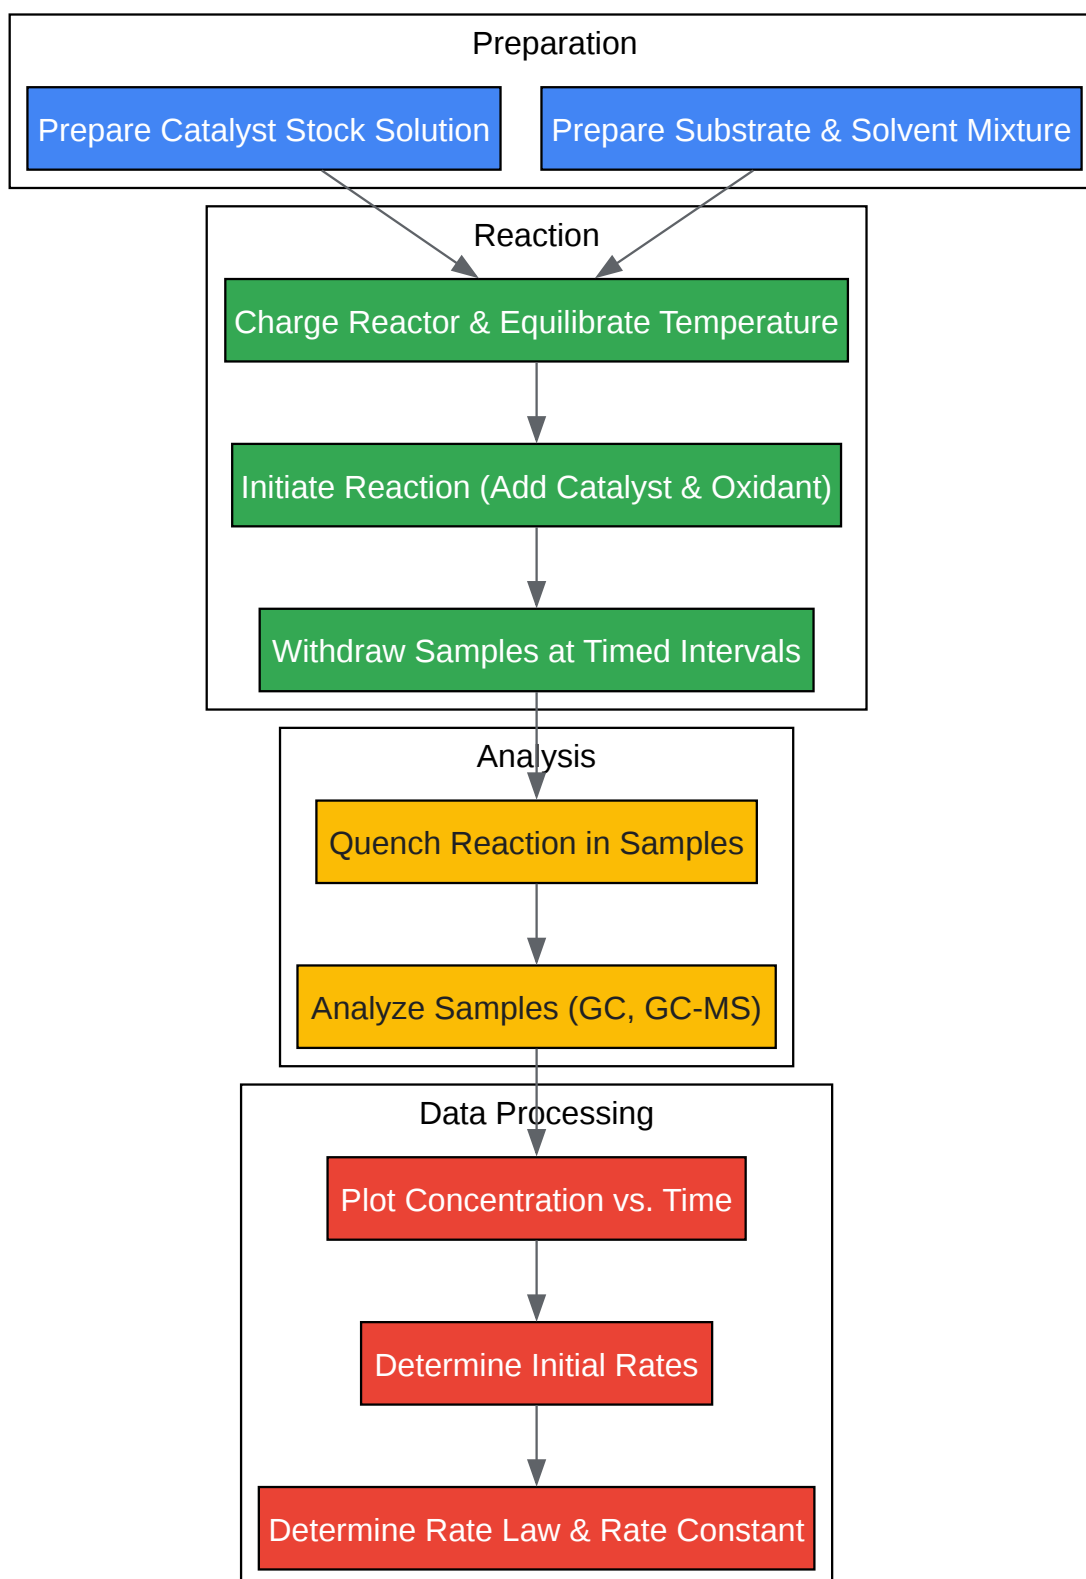 Preparation
Prepare Catalyst Stock Solution
Prepare Substrate & Solvent Mixture
Reaction
Charge Reactor & Equilibrate Temperature
Initiate Reaction (Add Catalyst & Oxidant)
Withdraw Samples at Timed Intervals
Analysis
Quench Reaction in Samples
Analyze Samples (GC, GC-MS)
Data Processing
Plot Concentration vs. Time
Determine Initial Rates
Determine Rate Law & Rate Constant